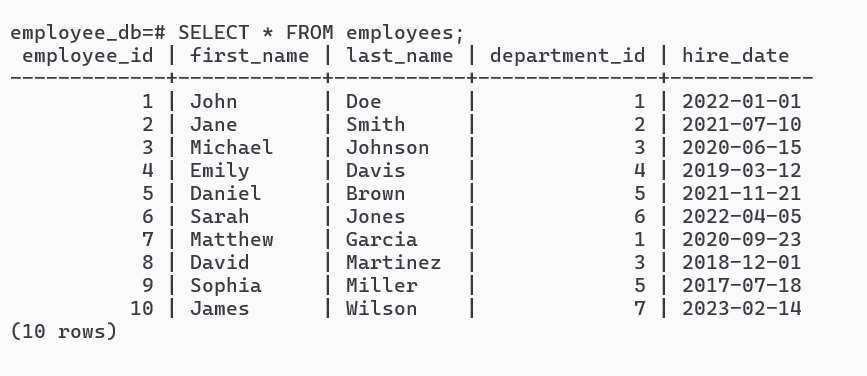 employee_db=# SELECT * FROM employees;
 employee_id | first_name | last_name | department_id | hire_date
-------------+------------+-----------+---------------+------------
           1 | John       | Doe       |             1 | 2022-01-01
           2 | Jane       | Smith     |             2 | 2021-07-10
           3 | Michael    | Johnson   |             3 | 2020-06-15
           4 | Emily      | Davis     |             4 | 2019-03-12
           5 | Daniel     | Brown     |             5 | 2021-11-21
           6 | Sarah      | Jones     |             6 | 2022-04-05
           7 | Matthew    | Garcia    |             1 | 2020-09-23
           8 | David      | Martinez  |             3 | 2018-12-01
           9 | Sophia     | Miller    |             5 | 2017-07-18
          10 | James      | Wilson    |             7 | 2023-02-14
(10 rows)